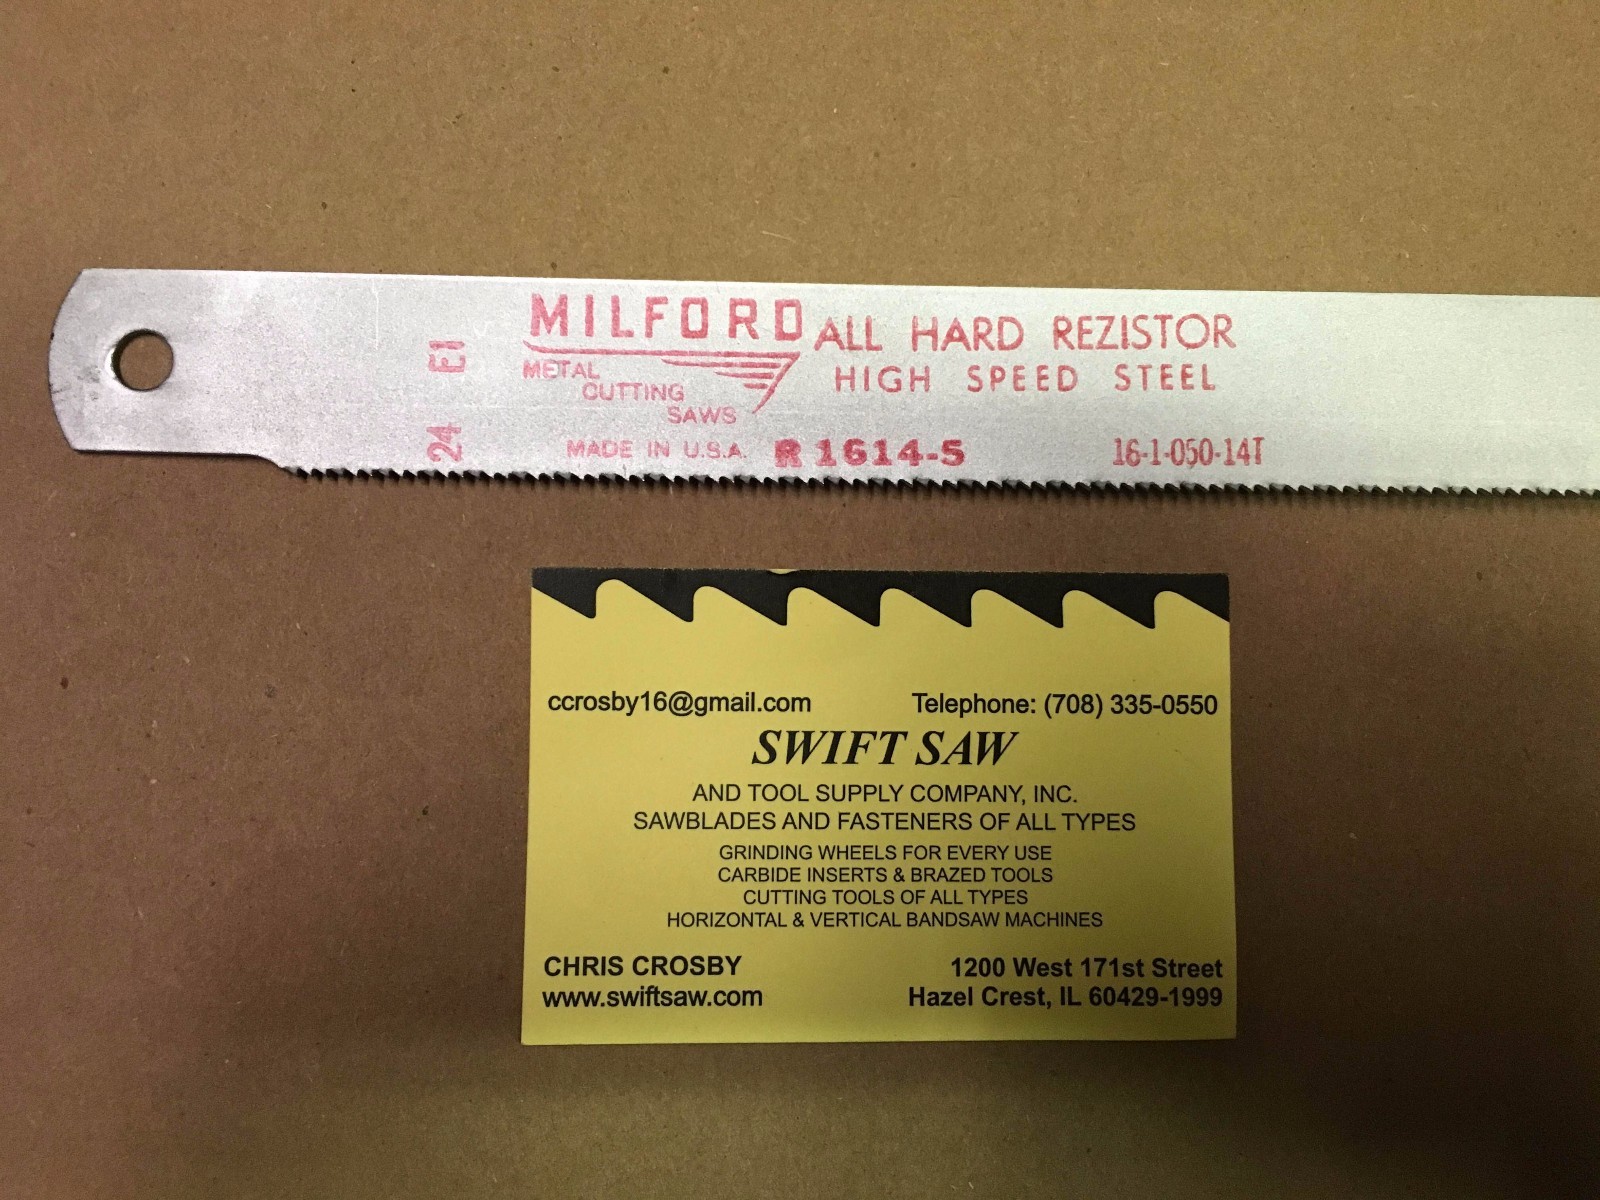 MILFORD ALL HARD REZISTOR
METAL CUTTING SAWS
HIGH SPEED STEEL
MADE IN U.S.A. R 1614-5 16-1-050-14T
24 E1
ccrosby16@gmail.com Telephone: (708) 335-0550
SWIFT SAW
AND TOOL SUPPLY COMPANY, INC.
SAWBLADES AND FASTENERS OF ALL TYPES
GRINDING WHEELS FOR EVERY USE
CARBIDE INSERTS & BRAZED TOOLS
CUTTING TOOLS OF ALL TYPES
HORIZONTAL & VERTICAL BANDSAW MACHINES
CHRIS CROSBY 1200 West 171st Street
www.swiftsaw.com Hazel Crest, IL 60429-1999